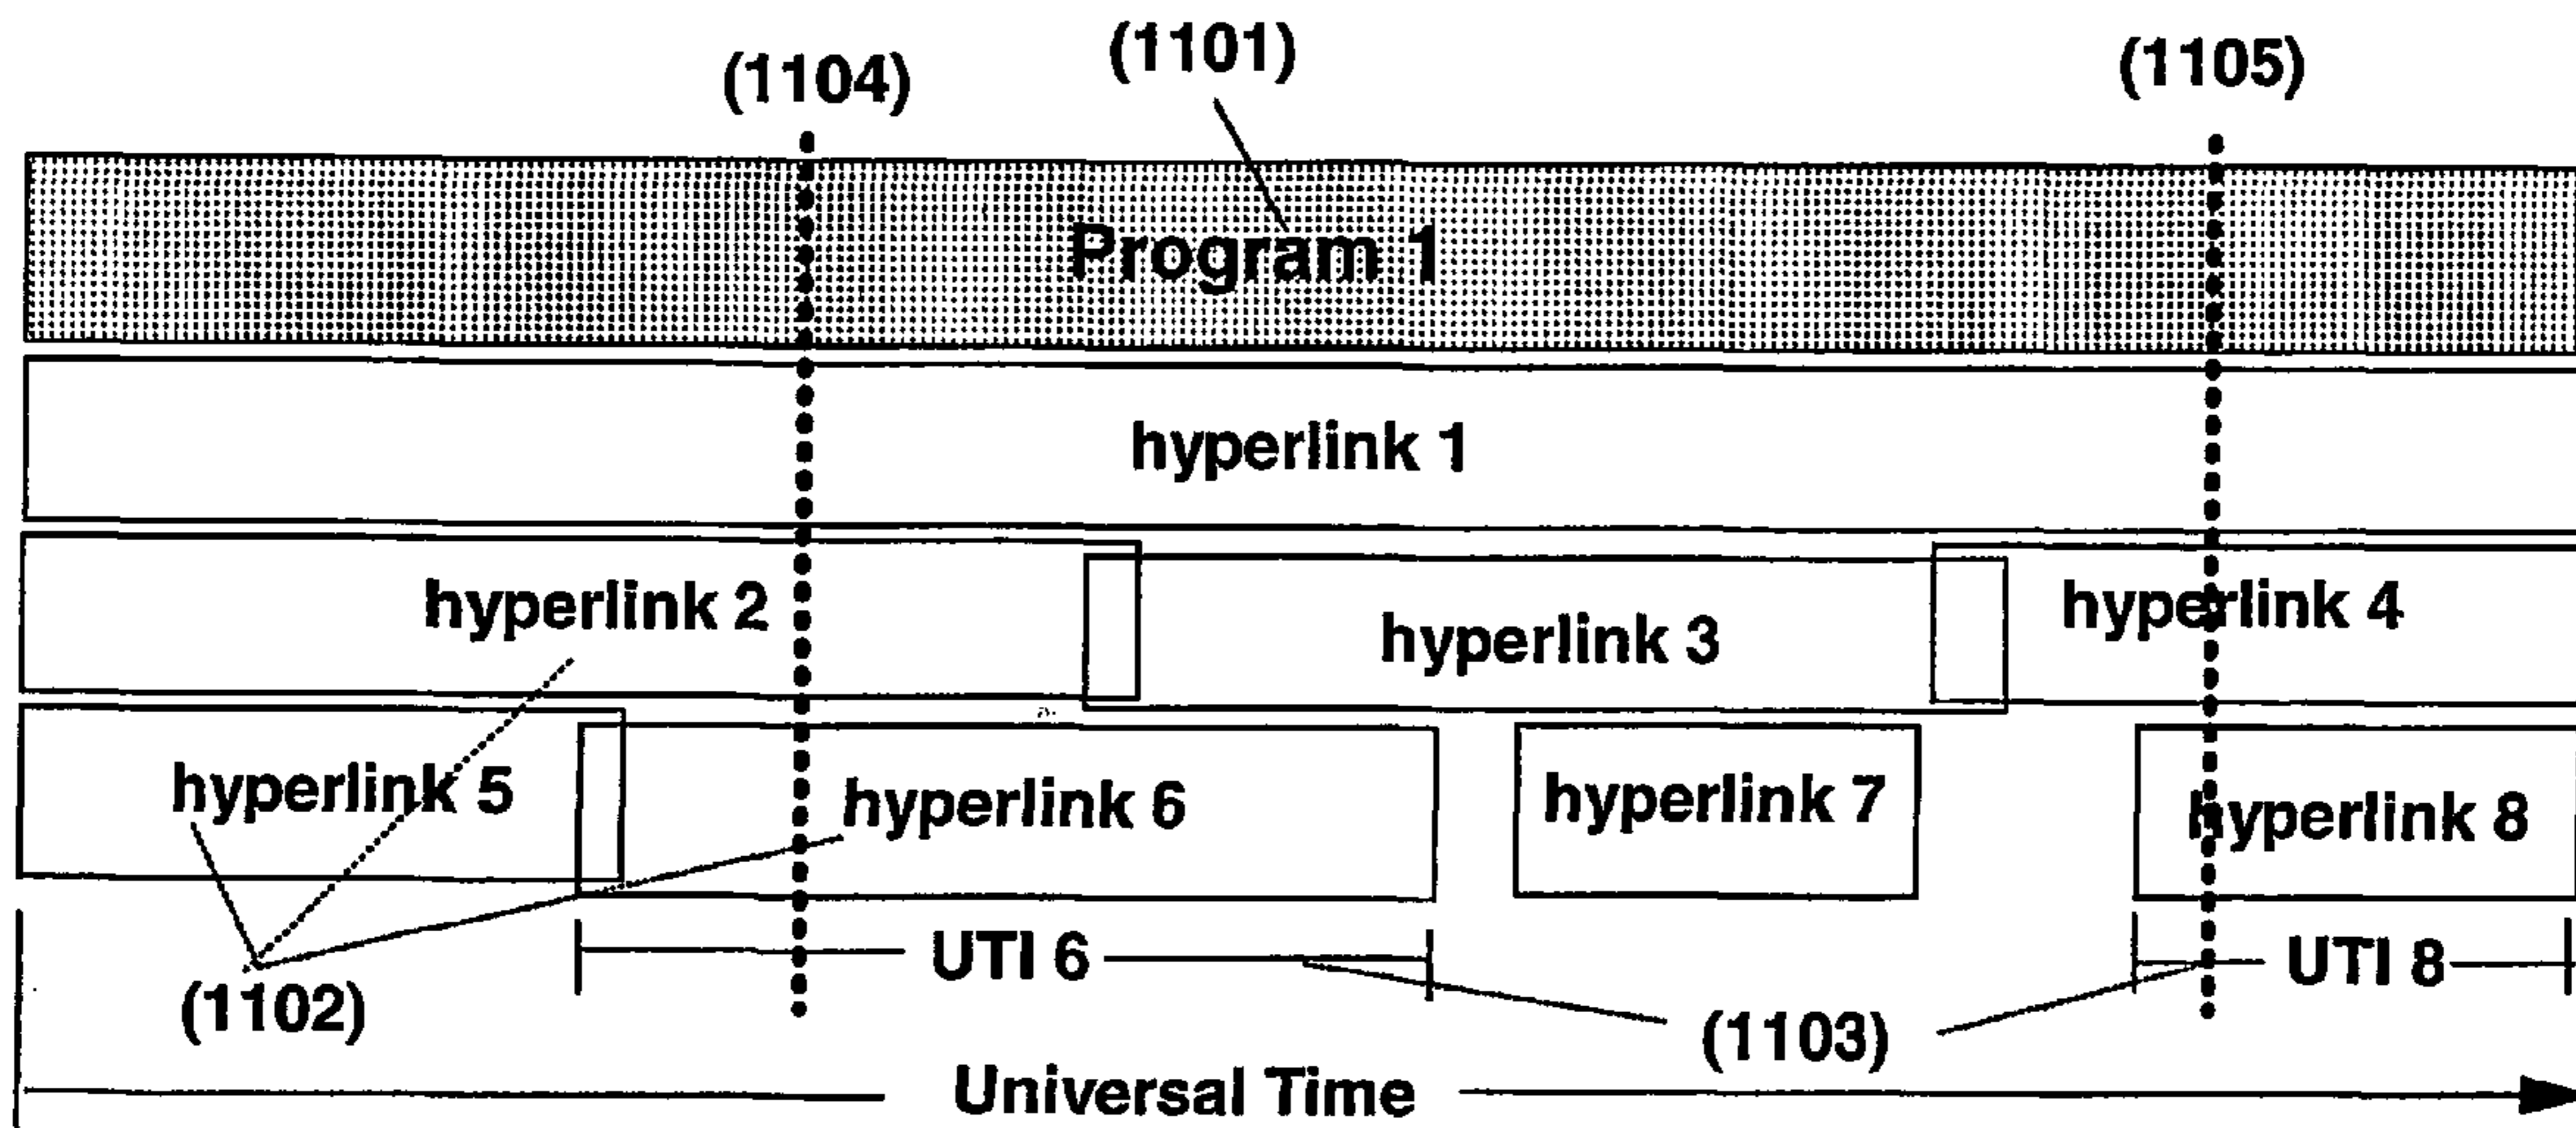 (1104) (1101) (1105)
Program 1
hyperlink 1
hyperlink 2 hyperlink 3 hyperlink 4
hyperlink 5 hyperlink 6 hyperlink 7 hyperlink 8
UTI 6 UTI 8
(1102) (1103)
Universal Time